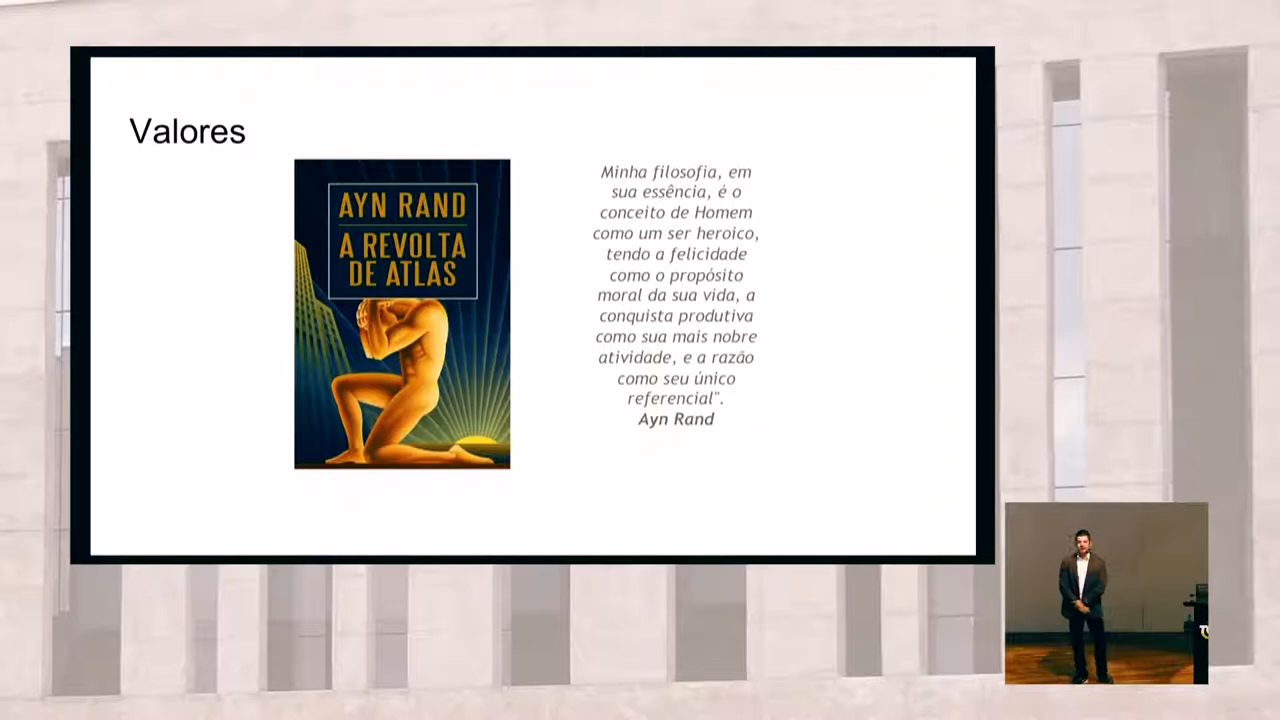 Valores
AYN RAND
A REVOLTA
DE ATLAS
Minha filosofia, em
sua essência, é o
conceito de Homem
como um ser heroico,
tendo a felicidade
como o propósito
moral da sua vida, a
conquista produtiva
como sua mais nobre
atividade, e a razão
como seu único
referencial".
Ayn Rand